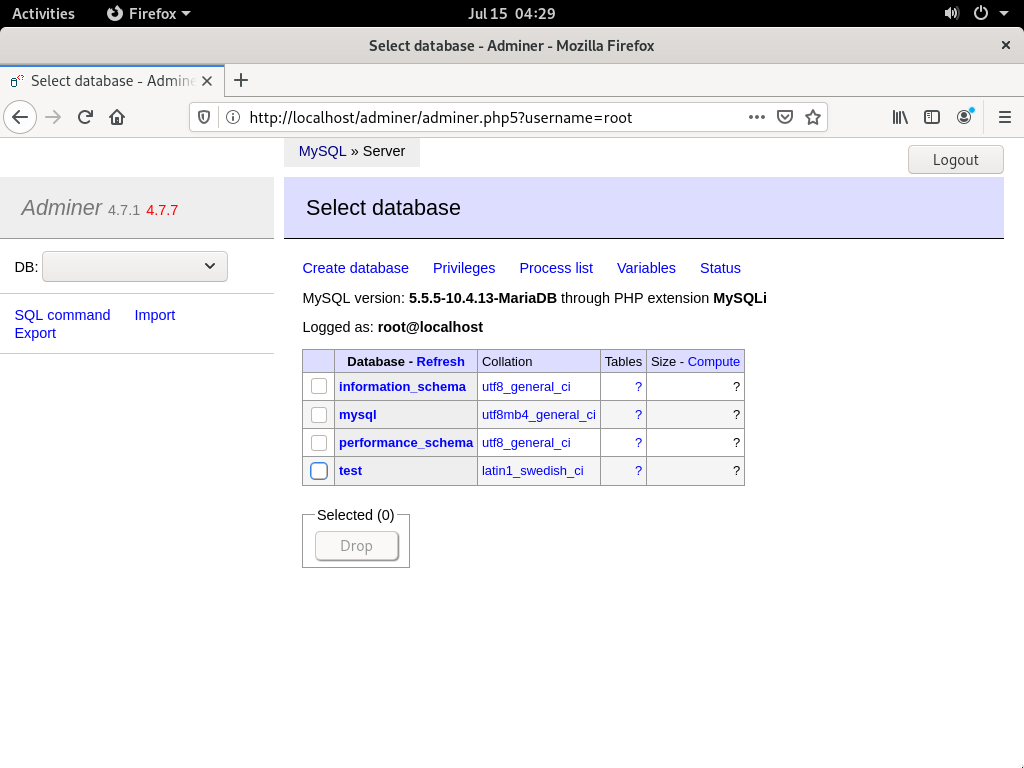 Activities Firefox Jul 15 04:29
Select database - Adminer - Mozilla Firefox
Select database - Admine
http://localhost/adminer/adminer.php5?username=root
MySQL » Server
Logout
Adminer 4.7.1 4.7.7
Select database
DB:
Create database Privileges Process list Variables Status
MySQL version: 5.5.5-10.4.13-MariaDB through PHP extension MySQLi
SQL command Import
Export
Logged as: root@localhost
Database - Refresh Collation Tables Size - Compute
information_schema utf8_general_ci ? ?
mysql utf8mb4_general_ci ? ?
performance_schema utf8_general_ci ? ?
test latin1_swedish_ci ? ?
Selected (0)
Drop